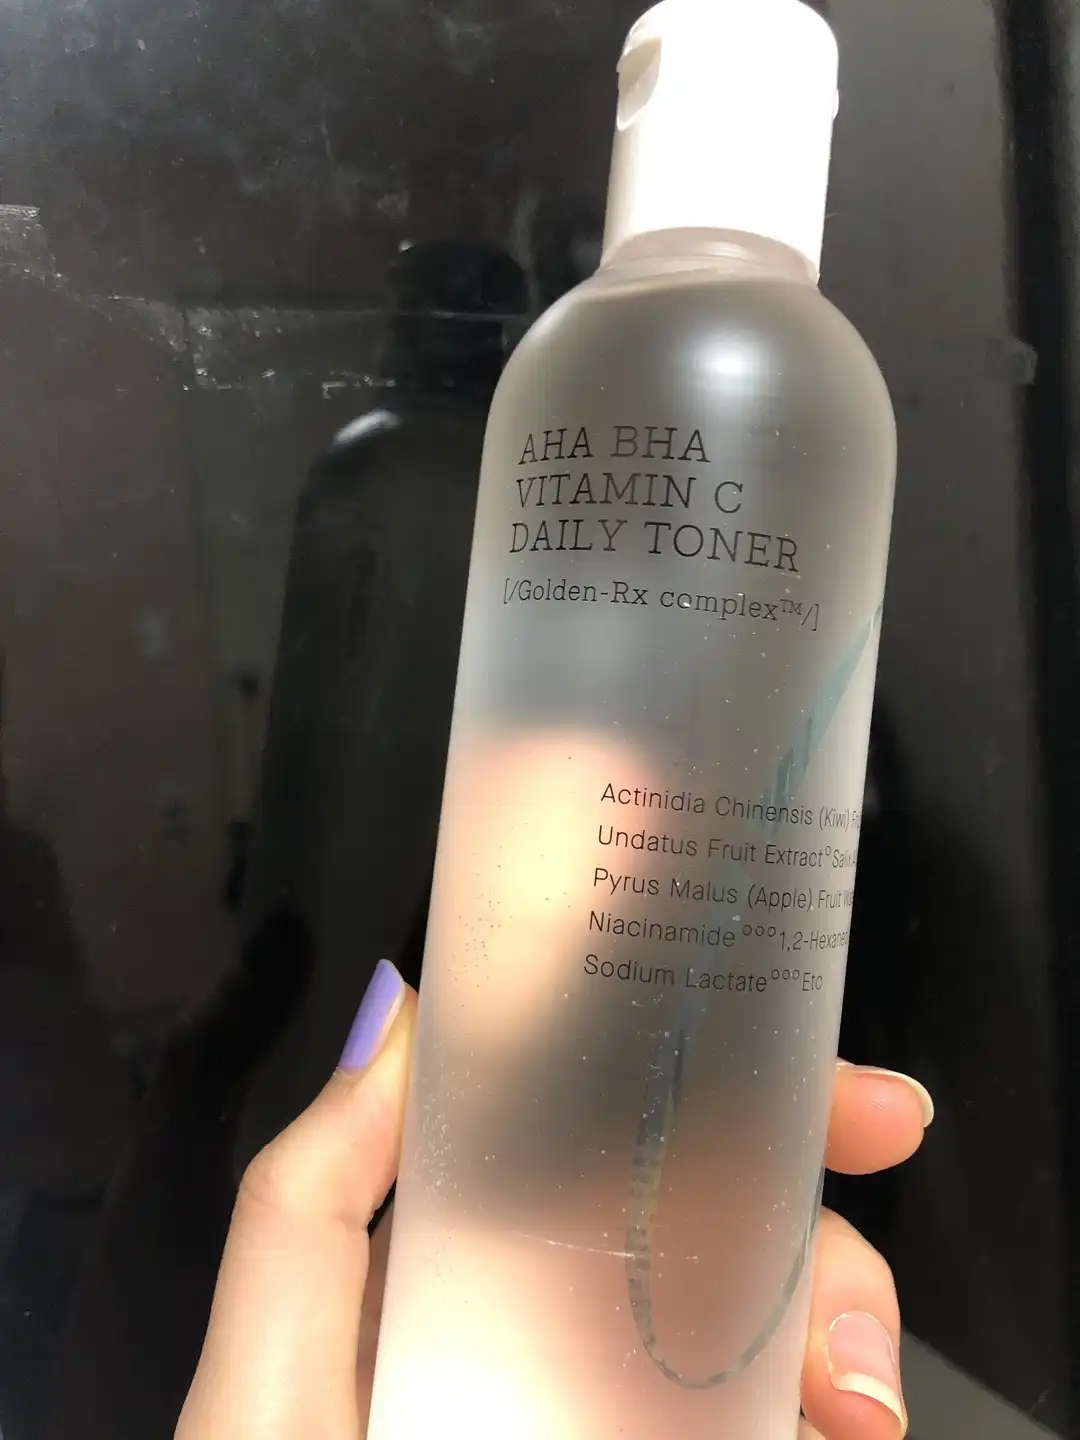 AHA BHA
VITAMIN C
DAILY TONER
[/Golden-Rx complex™/]
Actinidia Chinensis (Kiwi)
Undatus Fruit Extract°
Pyrus Malus (Apple) Fruit
Niacinamide°°°1,2-
Sodium Lactate°°°Etc